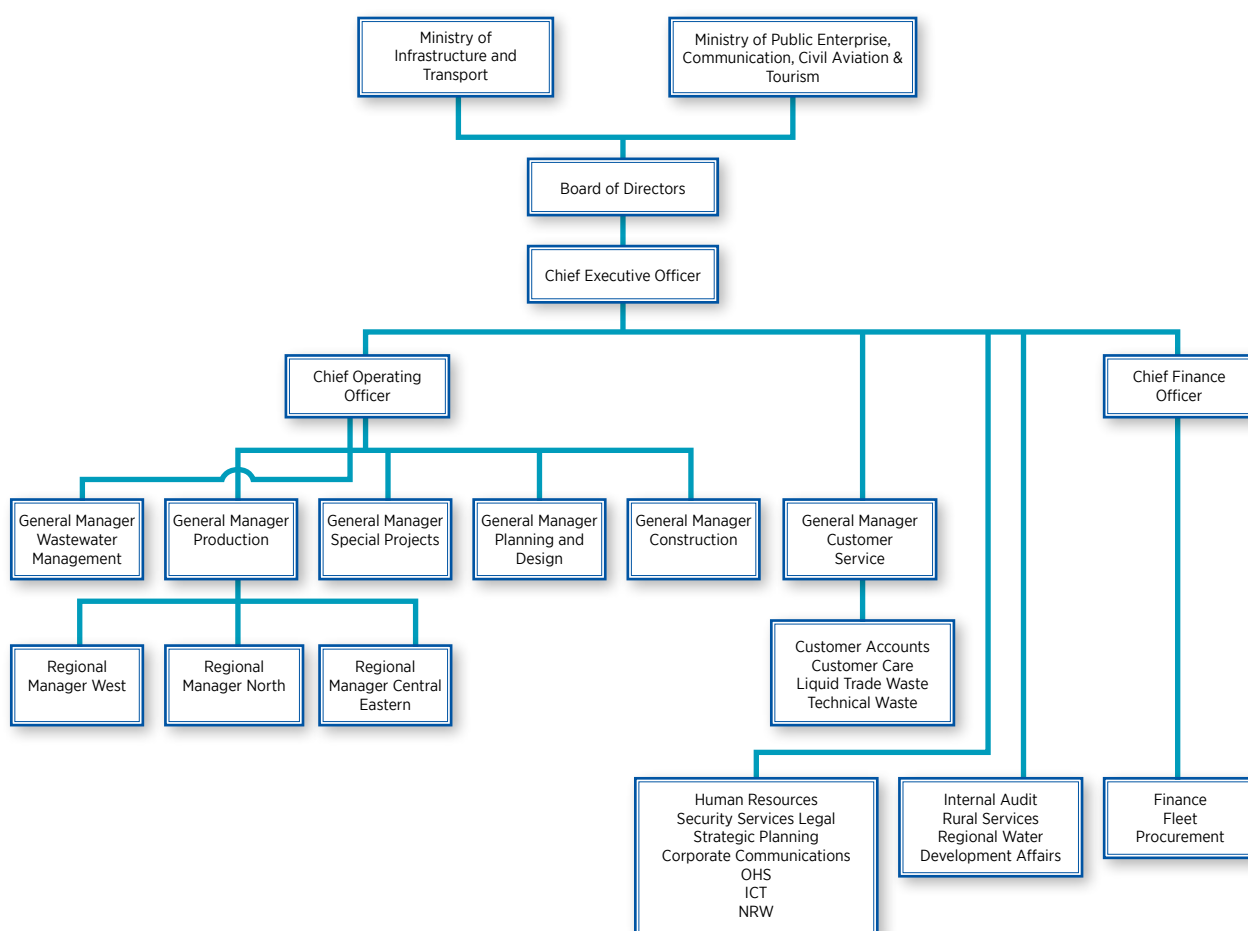 Ministry of
Infrastructure and
Transport
Ministry of Public Enterprise,
Communication, Civil Aviation &
Tourism
Board of Directors
Chief Executive Officer
Chief Operating
Officer
Chief Finance
Officer
General Manager
Wastewater
Management
General Manager
Production
General Manager
Special Projects
General Manager
Planning and
Design
General Manager
Construction
General Manager
Customer
Service
Regional
Manager West
Regional
Manager North
Regional
Manager Central
Eastern
Customer Accounts
Customer Care
Liquid Trade Waste
Technical Waste
Human Resources
Security Services Legal
Strategic Planning
Corporate Communications
OHS
ICT
NRW
Internal Audit
Rural Services
Regional Water
Development Affairs
Finance
Fleet
Procurement